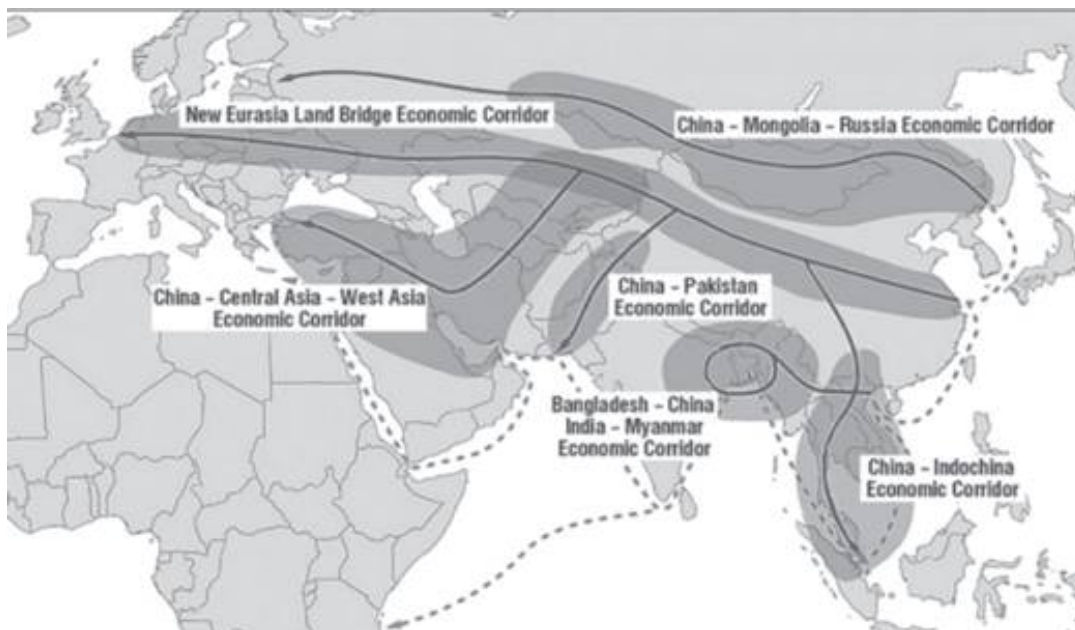 New Eurasia Land Bridge Economic Corridor
China - Mongolia - Russia Economic Corridor
China - Central Asia - West Asia
Economic Corridor
China - Pakistan
Economic Corridor
Bangladesh - China
India - Myanmar
Economic Corridor
China - Indochina
Economic Corridor